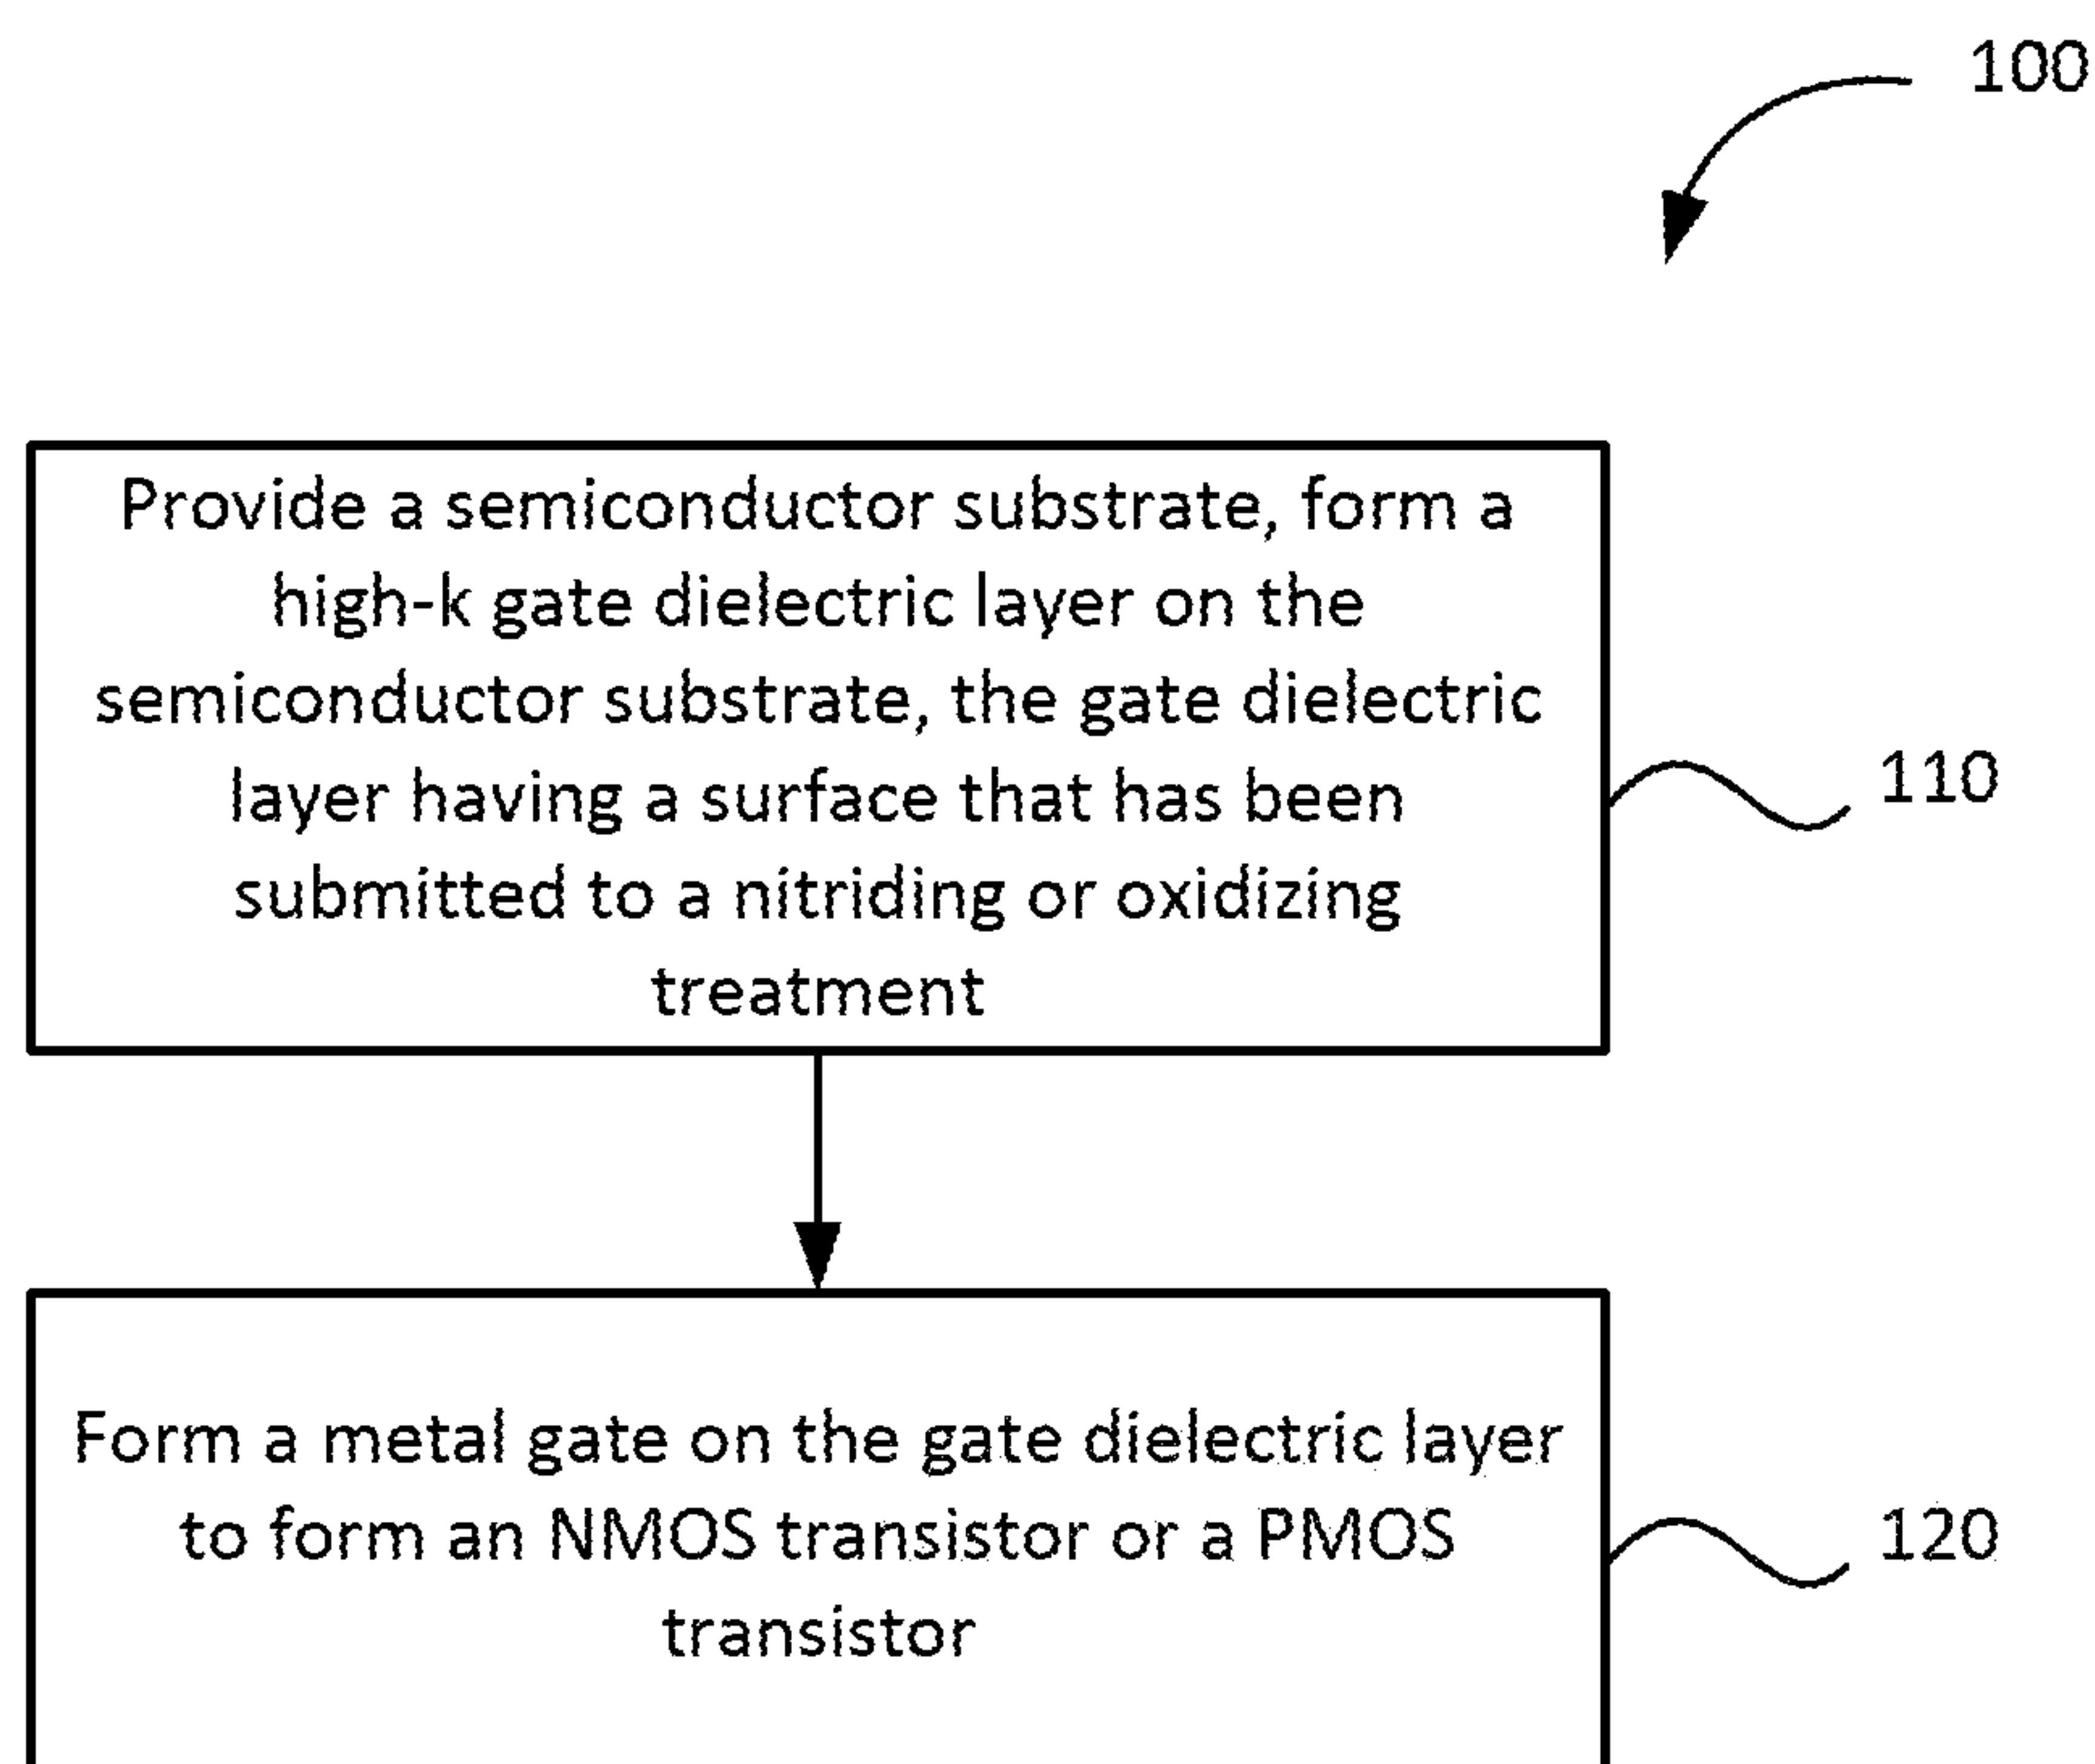 100
Provide a semiconductor substrate, form a
high-k gate dielectric layer on the
semiconductor substrate, the gate dielectric
layer having a surface that has been
submitted to a nitriding or oxidizing
treatment
110
Form a metal gate on the gate dielectric layer
to form an NMOS transistor or a PMOS
transistor
120